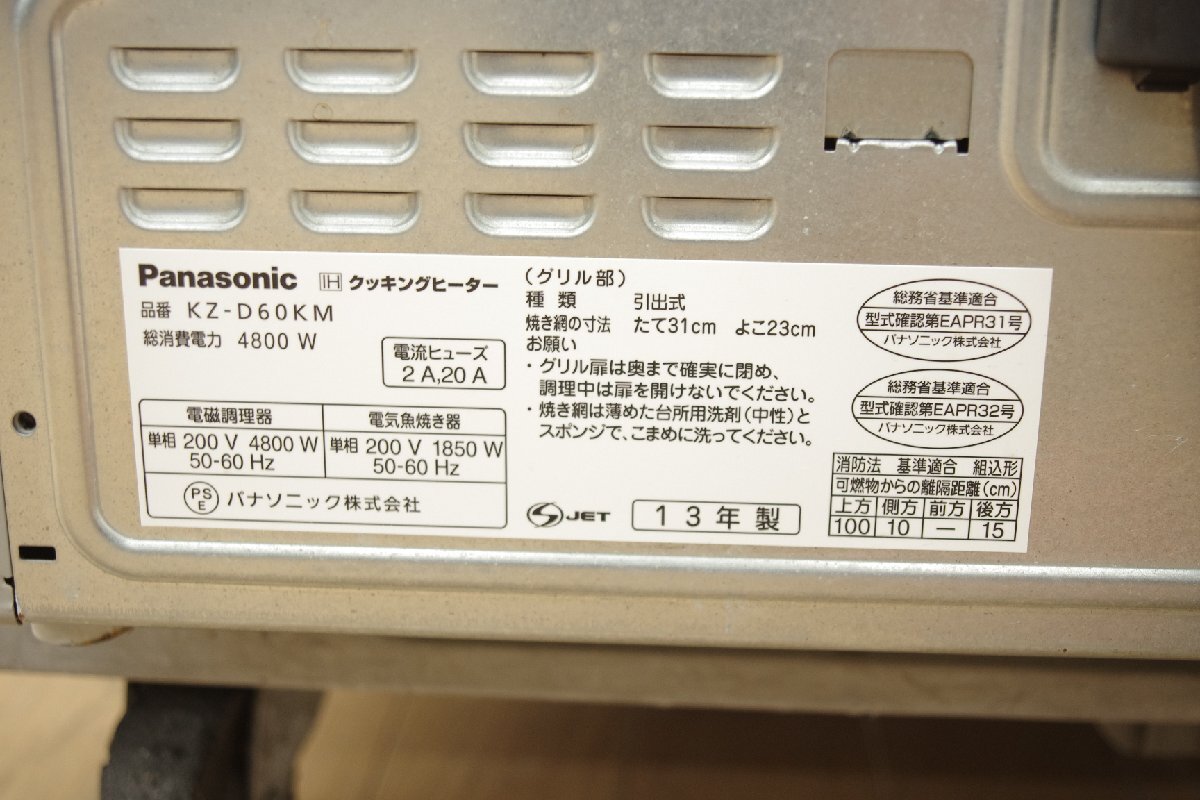 Panasonic IH クッキングヒーター
品番 KZ-D60KM
総消費電力 4800 W
電流ヒューズ
2 A,20 A
電磁調理器 電気魚焼き器
単相 200 V 4800 W 単相 200 V 1850 W
50-60 Hz 50-60 Hz
PSE パナソニック株式会社
(グリル部)
種類 引出式
焼き網の寸法 たて31cm よこ23cm
お願い
・グリル扉は奥まで確実に閉め、
調理中は扉を開けないでください。
・焼き網は薄めた台所用洗剤(中性)と
スポンジで、こまめに洗ってください。
JET 13年製
総務省基準適合
型式確認第EAPR31号
パナソニック株式会社
総務省基準適合
型式確認第EAPR32号
パナソニック株式会社
消防法 基準適合 組込形
可燃物からの離隔距離(cm)
上方 側方 前方 後方
100 10 — 15